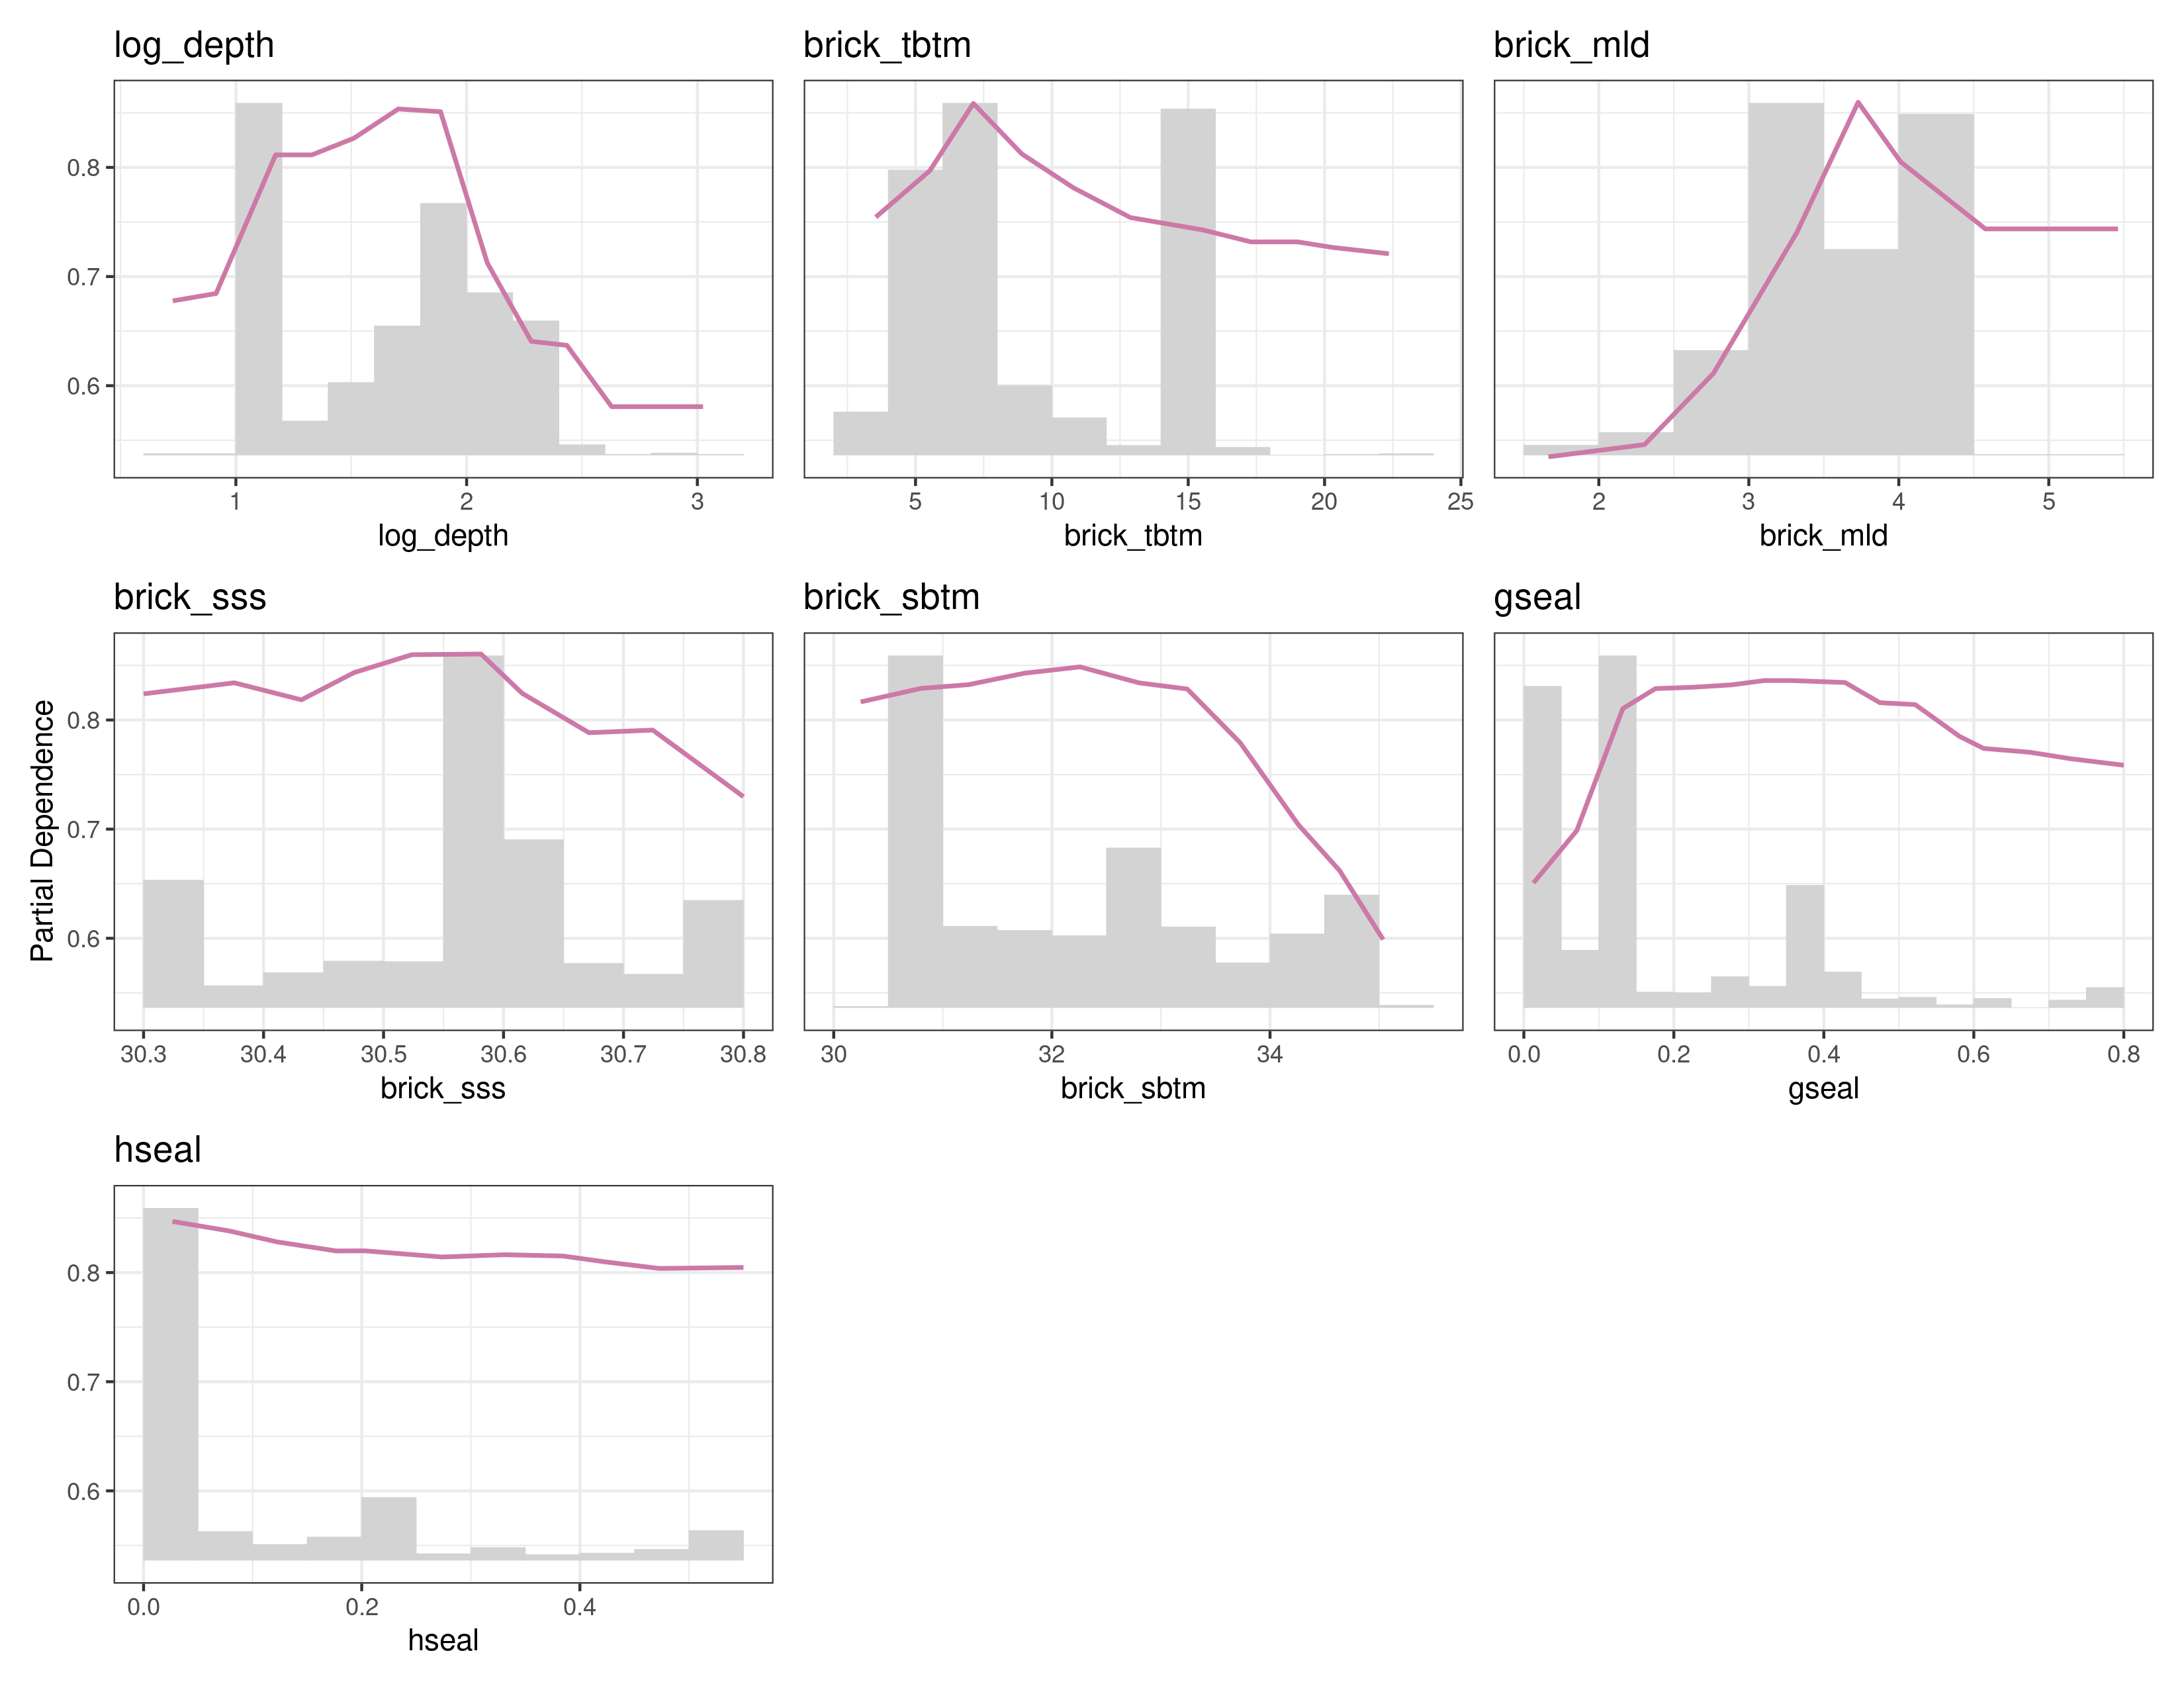 log_depth
brick_tbtm
brick_mld
0.8
0.7
0.6
1 2 3
5 10 15 20 25
2 3 4 5
log_depth
brick_tbtm
brick_mld
brick_sss
brick_sbtm
gseal
Partial Dependence
0.8
0.7
0.6
30.3 30.4 30.5 30.6 30.7 30.8
30 32 34
0.0 0.2 0.4 0.6 0.8
brick_sss
brick_sbtm
gseal
hseal
0.8
0.7
0.6
0.0 0.2 0.4
hseal